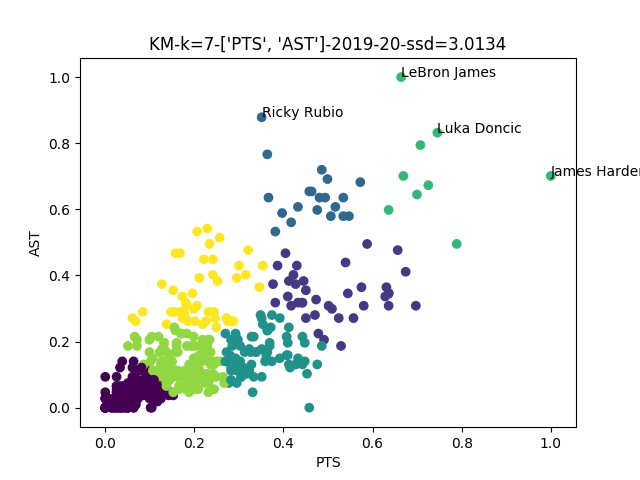 KM-k=7-['PTS', 'AST']-2019-20-ssd=3.0134
LeBron James
Ricky Rubio
Luka Doncic
James Harden
AST
1.0
0.8
0.6
0.4
0.2
0.0
0.0 0.2 0.4 0.6 0.8 1.0
PTS